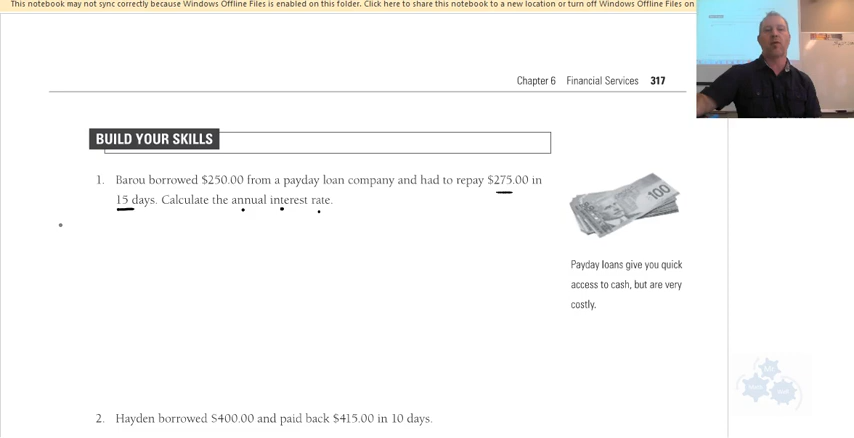 This notebook may not sync correctly because Windows Offline Files is enabled on this folder. Click here to share this notebook to a new location or turn off Windows Offline Files on
Chapter 6 Financial Services 317
BUILD YOUR SKILLS
1. Barou borrowed $250.00 from a payday loan company and had to repay $275.00 in
15 days. Calculate the annual interest rate.
100
Payday loans give you quick
access to cash, but are very
costly.
2. Hayden borrowed $400.00 and paid back $415.00 in 10 days.